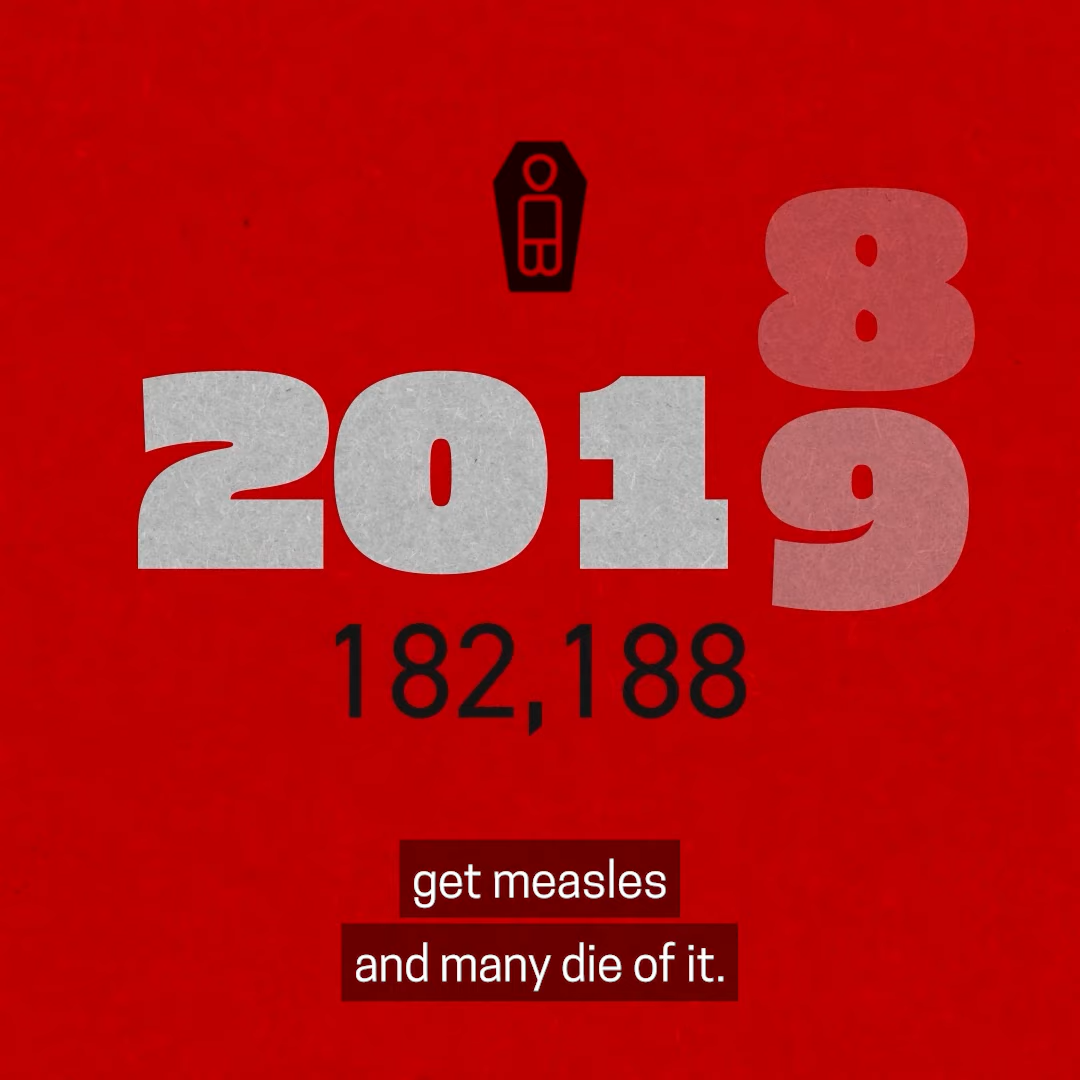 8
2019
182,188
get measles
and many die of it.